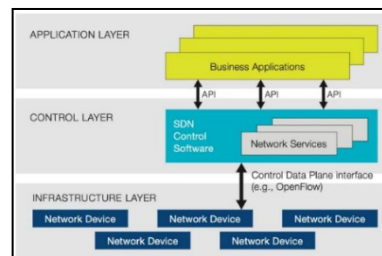 APPLICATION LAYER
Business Applications
API
API
API
CONTROL LAYER
SDN
Control
Software
Network Services
Control Data Plane interface
(e.g., OpenFlow)
INFRASTRUCTURE LAYER
Network Device
Network Device
Network Device
Network Device
Network Device